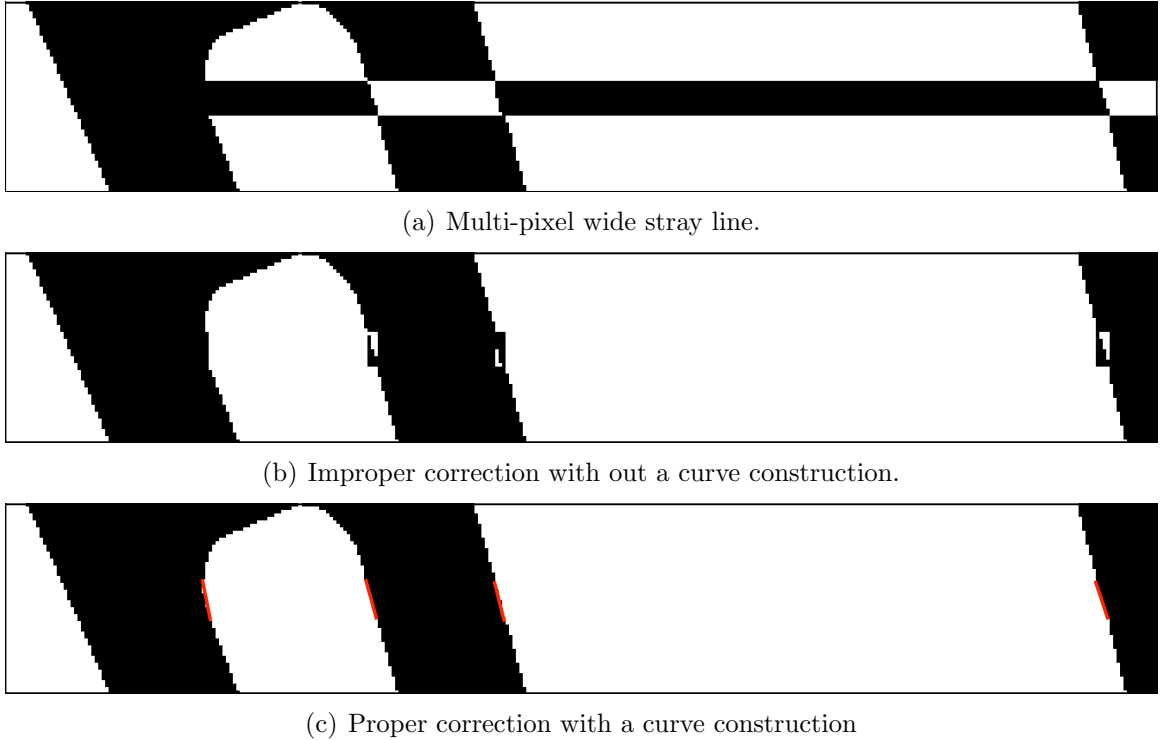 (a) Multi-pixel wide stray line.
(b) Improper correction with out a curve construction.
(c) Proper correction with a curve construction